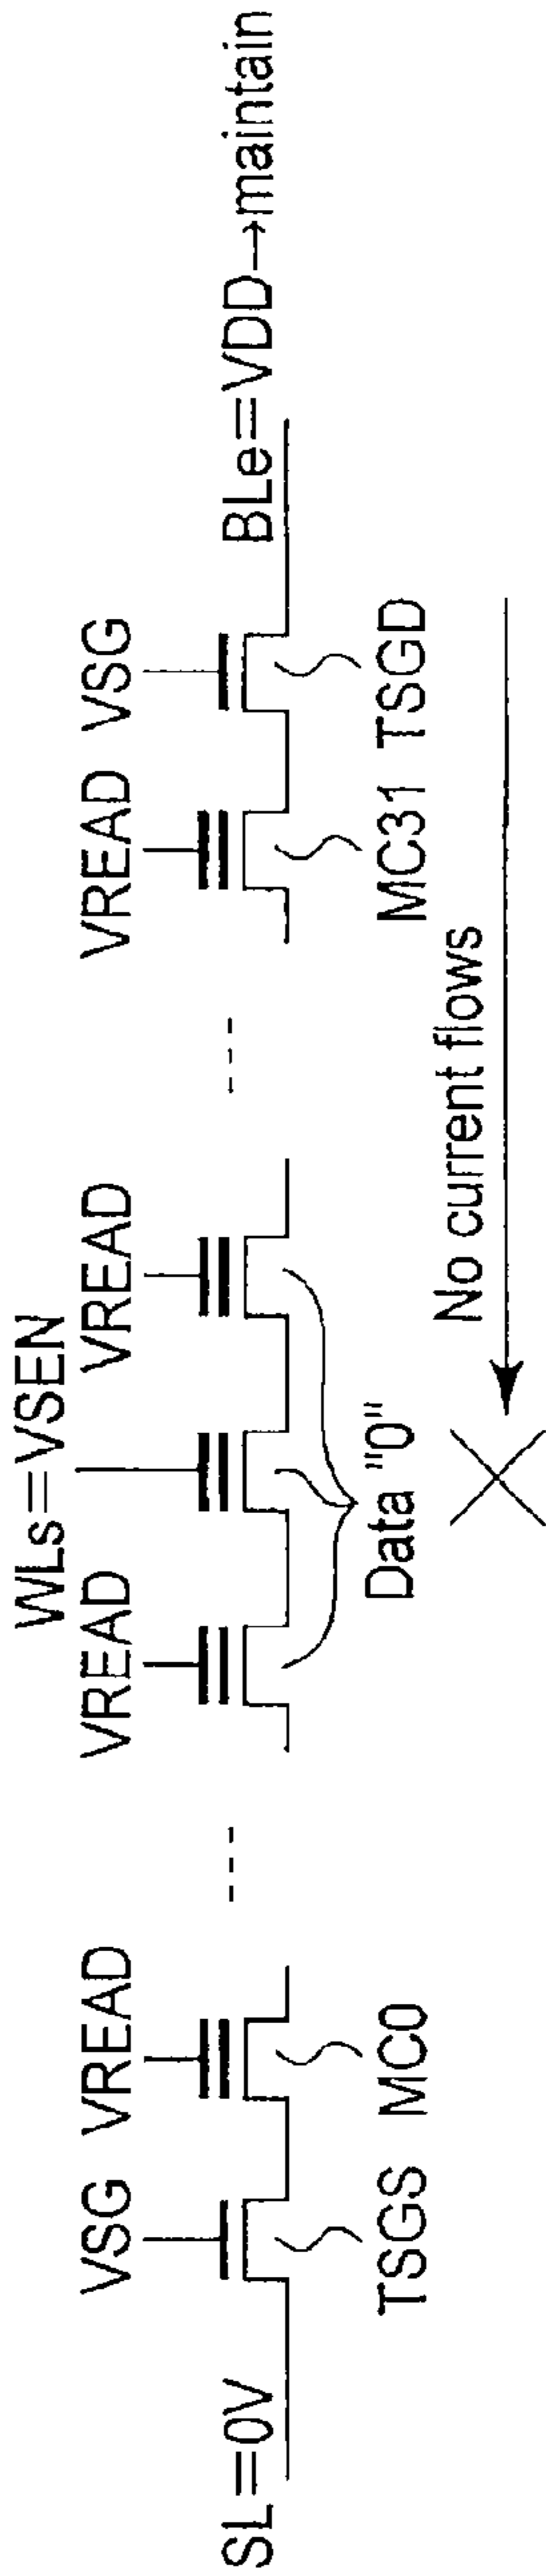 WLs=VSEN
VSG VREAD VREAD VREAD VREAD VSG
SL=0V --- --- BLe=VDD→maintain
TSGS MC0 Data "0" MC31 TSGD
No current flows